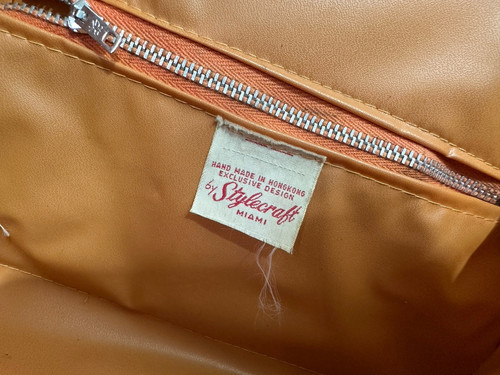 HAND MADE IN HONGKONG
EXCLUSIVE DESIGN
by Stylecraft
MIAMI